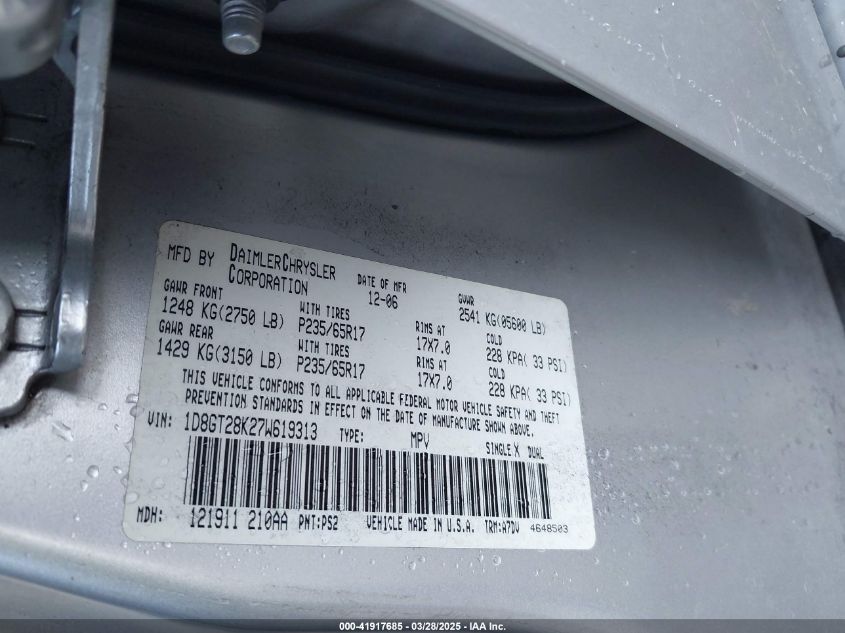 MFD BY DAIMLERCHRYSLER CORPORATION DATE OF MFR 12-06 GVWR 2541 KG(05600 LB)
GAWR FRONT WITH TIRES RIMS AT COLD
1248 KG(2750 LB) P235/65R17 17X7.0 228 KPA( 33 PSI)
GAWR REAR WITH TIRES RIMS AT COLD
1429 KG(3150 LB) P235/65R17 17X7.0 228 KPA( 33 PSI)
THIS VEHICLE CONFORMS TO ALL APPLICABLE FEDERAL MOTOR VEHICLE SAFETY AND THEFT
PREVENTION STANDARDS IN EFFECT ON THE DATE OF MANUFACTURE SHOWN ABOVE.
VIN: 1D8GT28K27W619313 TYPE: MPV SINGLE X DUAL
MDH: 121911 210AA PNT:PS2 VEHICLE MADE IN U.S.A. TRM:A7DV 4648503
000-41917685 - 03/28/2025 - IAA Inc.